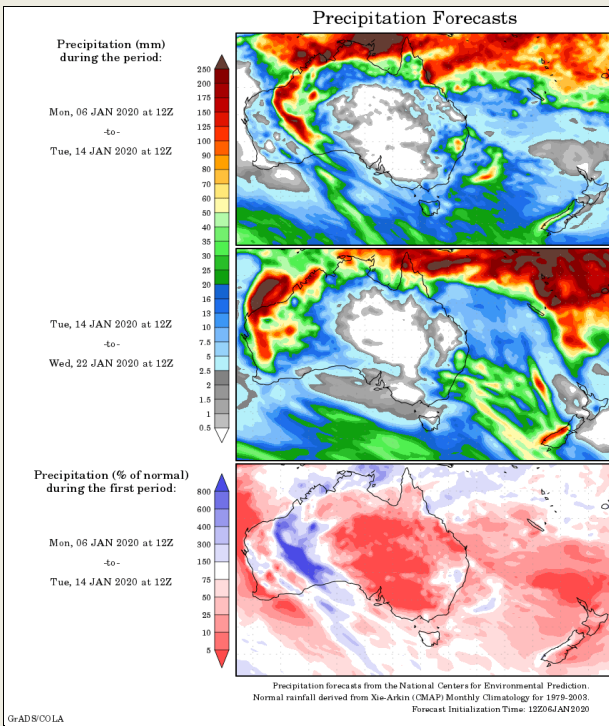 Precipitation Forecasts
Precipitation (mm)
during the period:
Mon, 06 JAN 2020 at 12Z
-to-
Tue, 14 JAN 2020 at 12Z
250
200
175
150
125
100
90
80
70
60
50
40
35
30
25
20
16
13
10
7.5
5
2.5
2
1.5
1
0.5
Tue, 14 JAN 2020 at 12Z
-to-
Wed, 22 JAN 2020 at 12Z
Precipitation (% of normal)
during the first period:
Mon, 06 JAN 2020 at 12Z
-to-
Tue, 14 JAN 2020 at 12Z
800
600
400
300
150
75
50
25
10
5
Precipitation forecasts from the National Centers for Environmental Prediction.
Normal rainfall derived from Xie-Arkin (CMAP) Monthly Climatology for 1979-2003.
Forecast Initialization Time: 12Z06JAN2020
GrADS/COLA